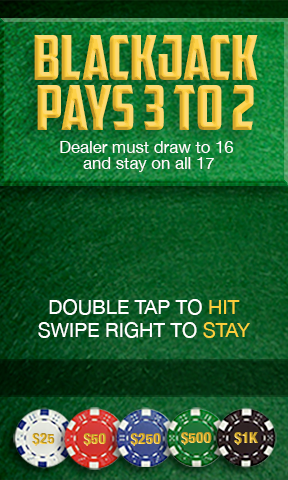 BLACKJACK
PAYS 3 TO 2
Dealer must draw to 16
and stay on all 17
DOUBLE TAP TO HIT
SWIPE RIGHT TO STAY
$25 $50 $250 $500 $1K